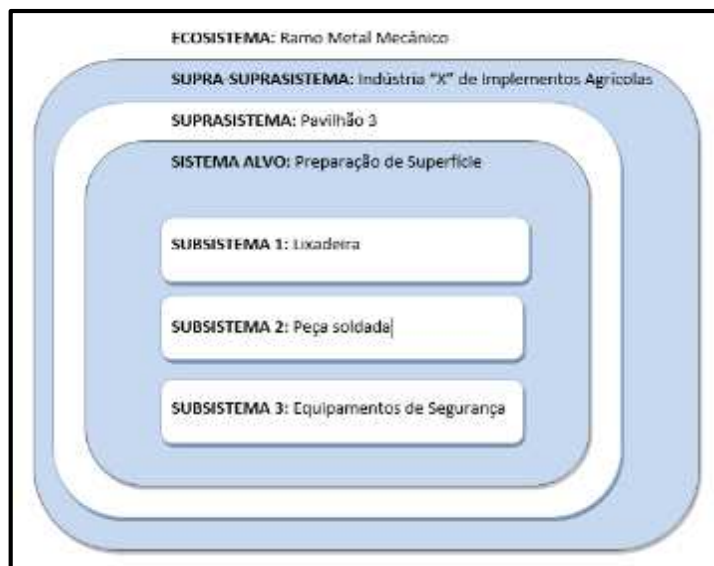 ECOSISTEMA: Ramo Metal Mecânico
SUPRA-SUPRASISTEMA: Indústria “X” de Implementos Agrícolas
SUPRASISTEMA: Pavilhão 3
SISTEMA ALVO: Preparação de Superfície
SUBSISTEMA 1: Lixadeira
SUBSISTEMA 2: Peça soldada
SUBSISTEMA 3: Equipamentos de Segurança